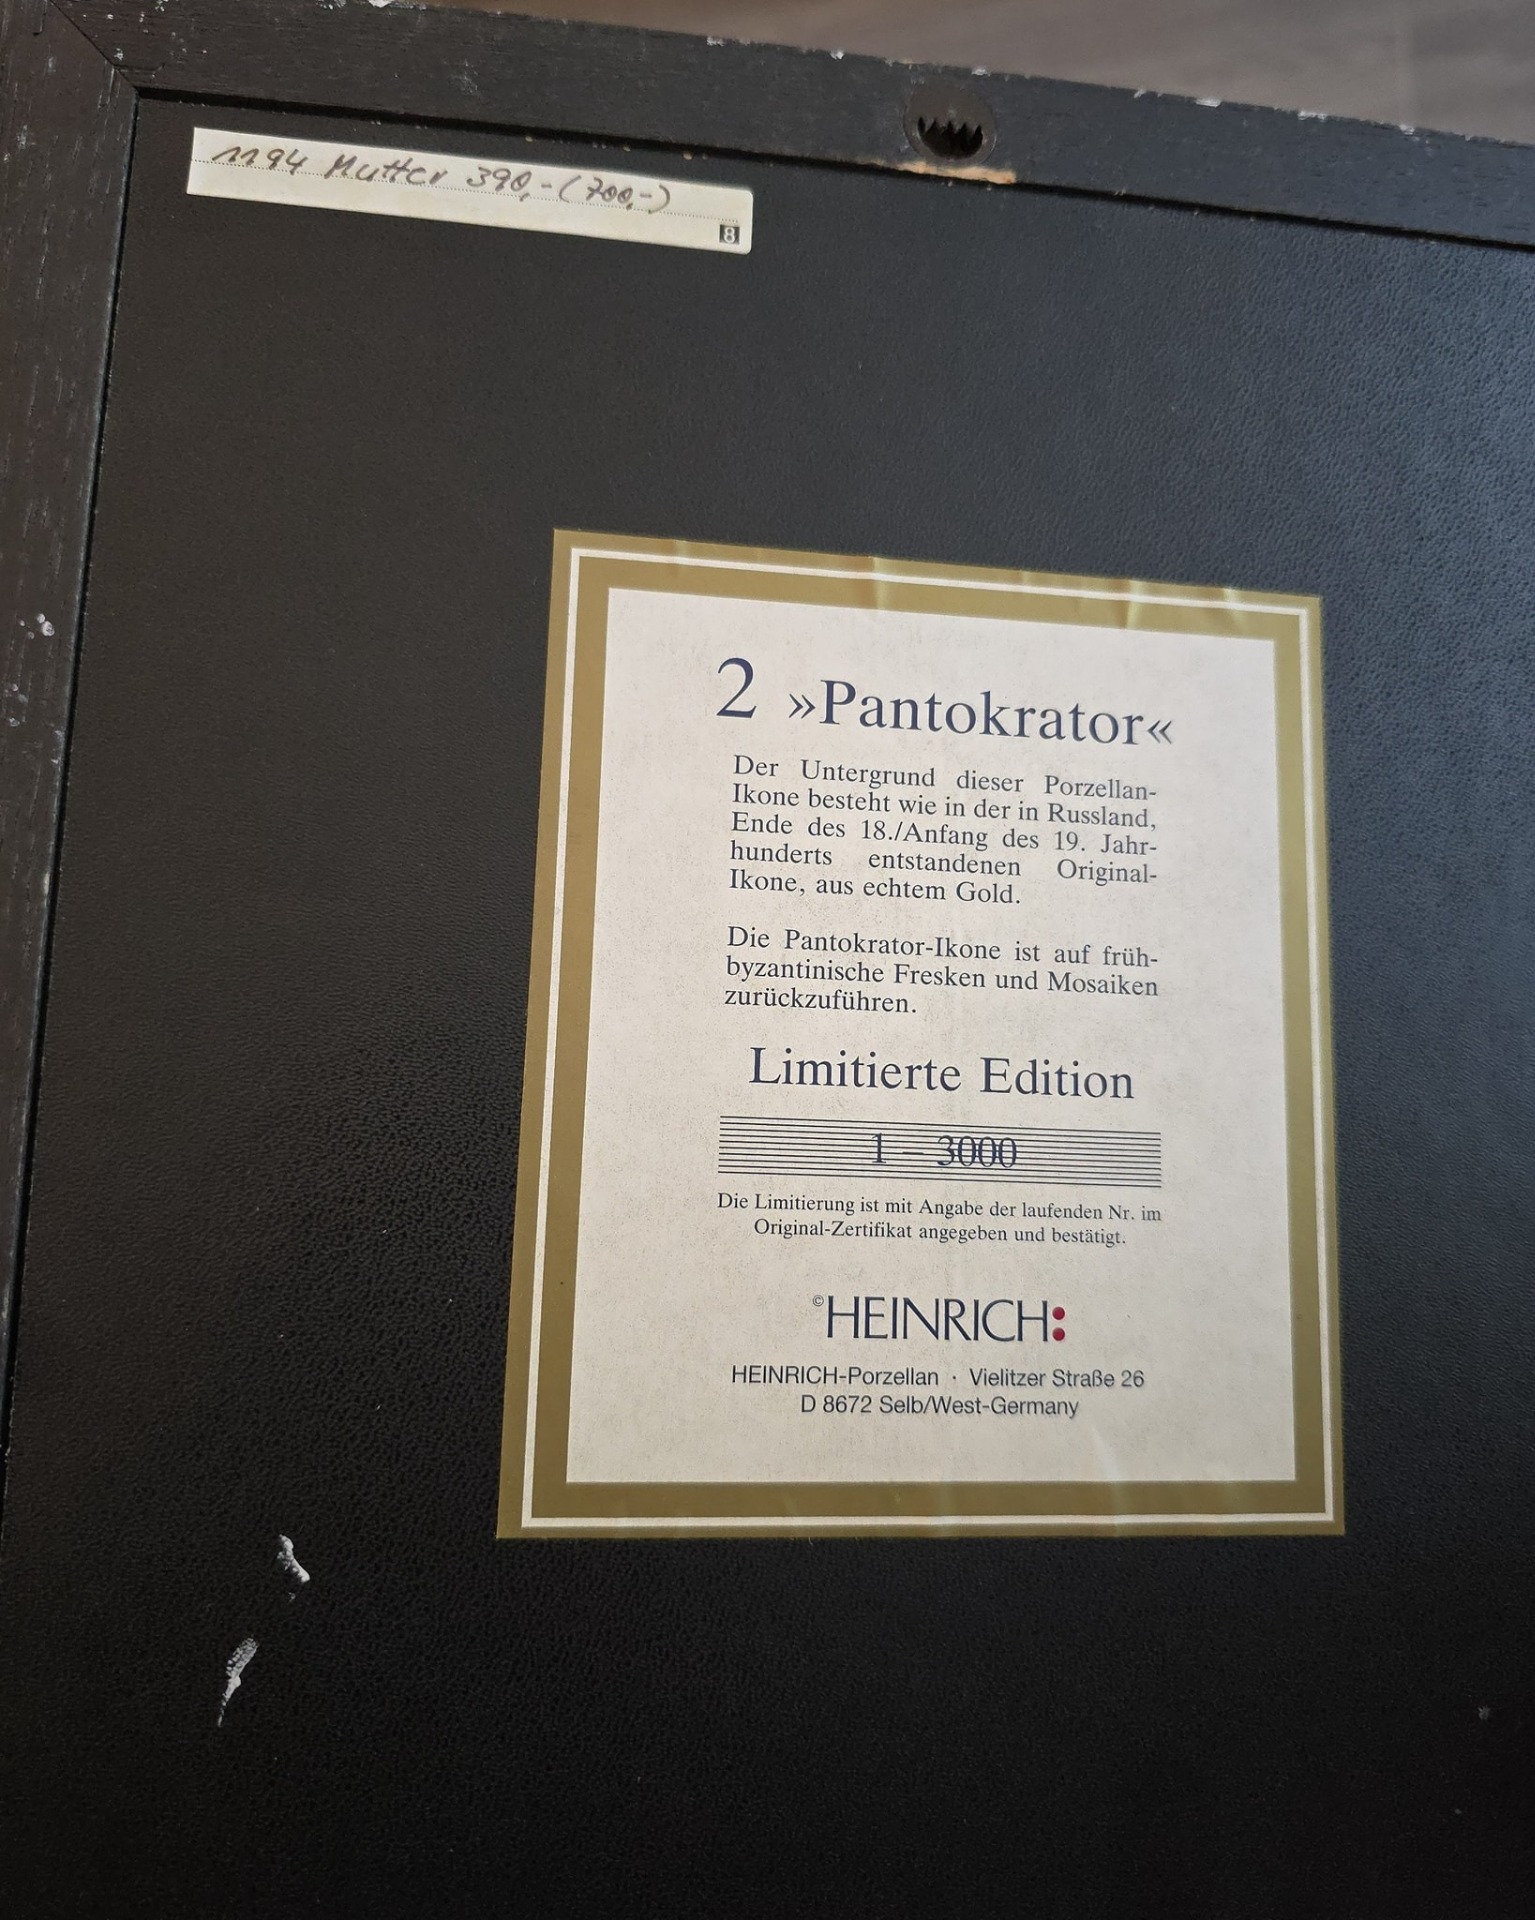 1194 Mutter 390,- (700,-)
8
2 »Pantokrator«
Der Untergrund dieser Porzellan-
Ikone besteht wie in der in Russland,
Ende des 18./Anfang des 19. Jahr-
hunderts entstandenen Original-
Ikone, aus echtem Gold.
Die Pantokrator-Ikone ist auf früh-
byzantinische Fresken und Mosaiken
zurückzuführen.
Limitierte Edition
1 – 3000
Die Limitierung ist mit Angabe der laufenden Nr. im
Original-Zertifikat angegeben und bestätigt.
©HEINRICH:
HEINRICH-Porzellan · Vielitzer Straße 26
D 8672 Selb/West-Germany